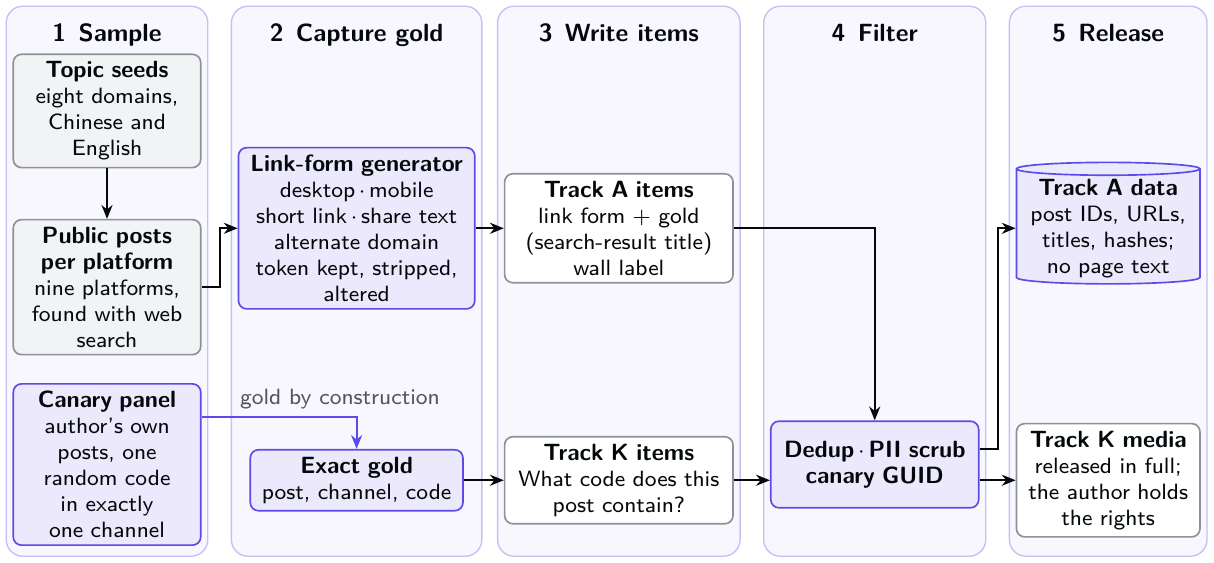 1 Sample
Topic seeds
eight domains,
Chinese and
English
Public posts
per platform
nine platforms,
found with web
search
Canary panel
author's own
posts, one
random code
in exactly
one channel
2 Capture gold
Link-form generator
desktop · mobile
short link · share text
alternate domain
token kept, stripped,
altered
gold by construction
Exact gold
post, channel, code
3 Write items
Track A items
link form + gold
(search-result title)
wall label
Track K items
What code does this
post contain?
4 Filter
Dedup · PII scrub
canary GUID
5 Release
Track A data
post IDs, URLs,
titles, hashes;
no page text
Track K media
released in full;
the author holds
the rights